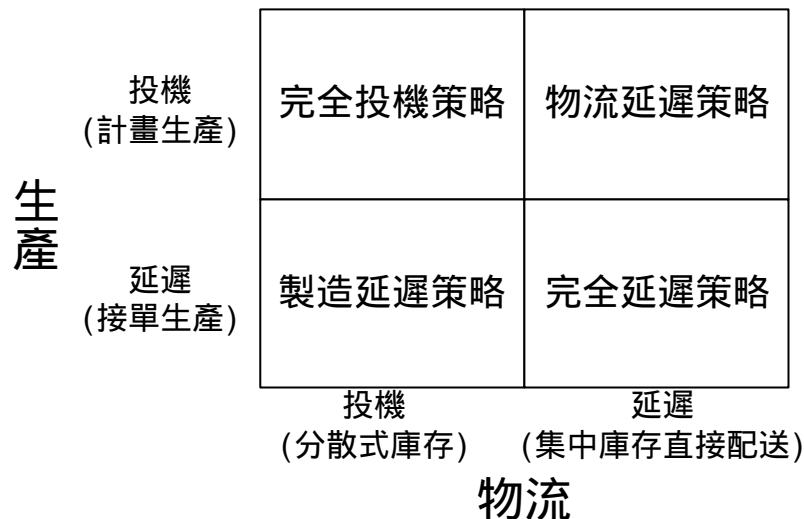 投機
(計畫生產)
完全投機策略
物流延遲策略
生產
延遲
(接單生產)
製造延遲策略
完全延遲策略
投機
(分散式庫存)
延遲
(集中庫存直接配送)
物流